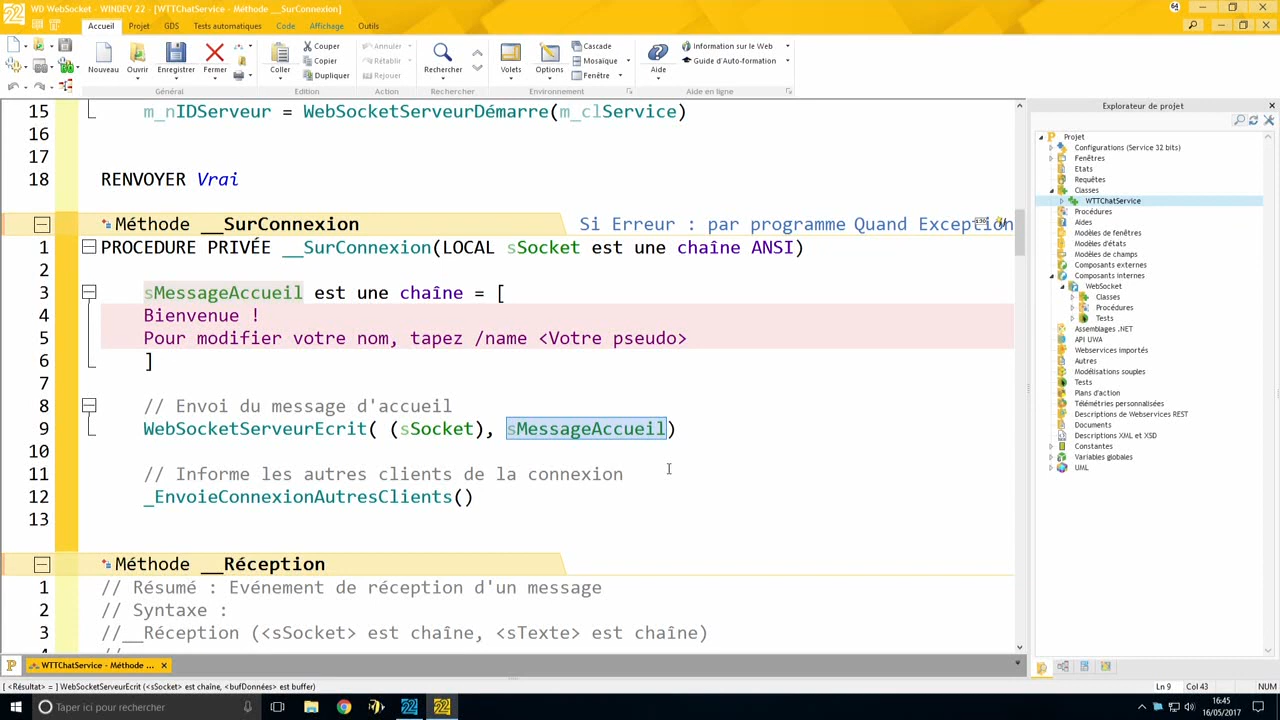 WD WebSocket - WINDEV 22 - [WTTChatService - Méthode __SurConnexion]
Accueil Projet GDS Tests automatiques Code Affichage Outils
Nouveau Ouvrir Enregistrer Fermer
Général
Coller
Couper
Copier
Dupliquer
Edition
Annuler
Rétablir
Rejouer
Action
Rechercher
Rechercher
Volets Options
Cascade
Mosaïque
Fenêtre
Environnement
Aide
Information sur le Web
Guide d'Auto-formation
Aide en ligne
15 m_nIDServeur = WebSocketServeurDémarre(m_clService)
16
17
18 RENVOYER Vrai
Méthode __SurConnexion Si Erreur : par programme Quand Exception
1 PROCEDURE PRIVÉE __SurConnexion(LOCAL sSocket est une chaîne ANSI)
2
3 sMessageAccueil est une chaîne = [
4 Bienvenue !
5 Pour modifier votre nom, tapez /name <Votre pseudo>
6 ]
7
8 // Envoi du message d'accueil
9 WebSocketServeurEcrit( (sSocket), sMessageAccueil)
10
11 // Informe les autres clients de la connexion
12 _EnvoieConnexionAutresClients()
13
Méthode __Réception
1 // Résumé : Evénement de réception d'un message
2 // Syntaxe :
3 //__Réception (<sSocket> est chaîne, <sTexte> est chaîne)
Explorateur de projet
Projet
Configurations (Service 32 bits)
Fenêtres
Etats
Requêtes
Classes
WTTChatService
Procédures
Aides
Modèles de fenêtres
Modèles d'états
Modèles de champs
Composants externes
Composants internes
WebSocket
Classes
Procédures
Tests
Assemblages .NET
API UWA
Webservices importés
Autres
Modélisations souples
Tests
Plans d'action
Télémétries personnalisées
Descriptions de Webservices REST
Documents
Descriptions XML et XSD
Constantes
Variables globales
UML
WTTChatService - Méthode ...
[ <Résultat> = ] WebSocketServeurEcrit (<sSocket> est chaîne, <bufDonnées> est buffer)
Ln 9 Col 43 NUM
Taper ici pour rechercher
16:45
16/05/2017